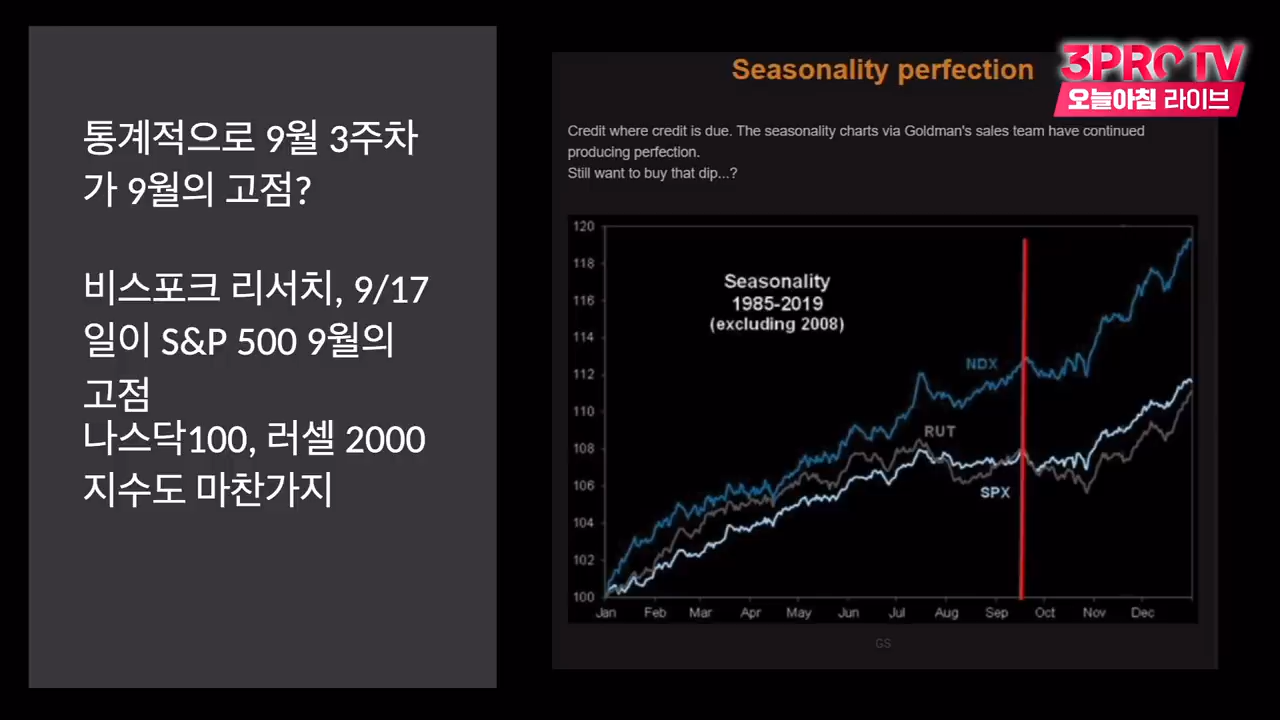 통계적으로 9월 3주차
가 9월의 고점?
비스포크 리서치, 9/17
일이 S&P 500 9월의
고점
나스닥100, 러셀 2000
지수도 마찬가지
3PRO TV
오늘아침 라이브
Seasonality perfection
Credit where credit is due. The seasonality charts via Goldman's sales team have continued
producing perfection.
Still want to buy that dip...?
120
118
116
114
112
110
108
106
104
102
100
Seasonality
1985-2019
(excluding 2008)
NDX
RUT
SPX
Jan Feb Mar Apr May Jun Jul Aug Sep Oct Nov Dec
GS